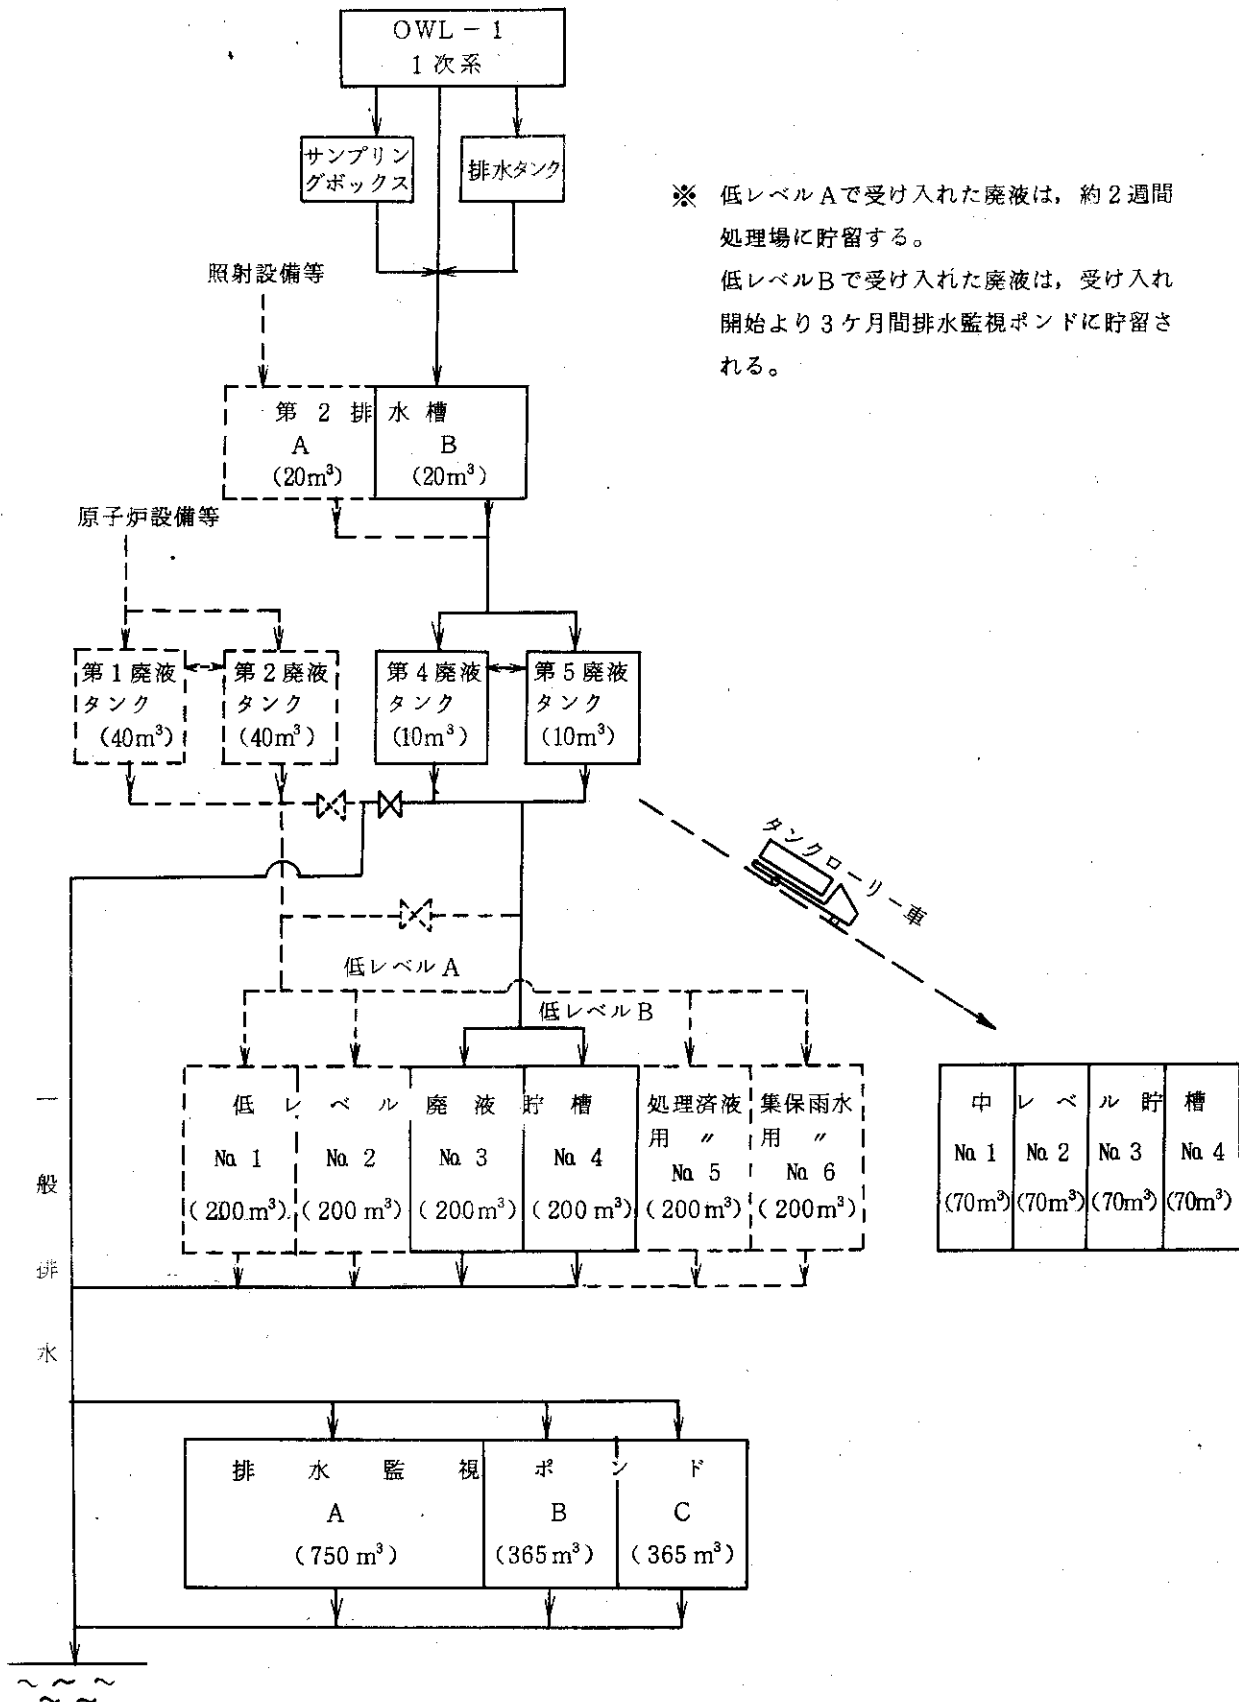 OWL-1
1次系
サンプリン
グボックス
排水タンク
※ 低レベルAで受け入れた廃液は,約2週間
処理場に貯留する。
低レベルBで受け入れた廃液は,受け入れ
開始より3ケ月間排水監視ポンドに貯留さ
れる。
照射設備等
第2排水槽
A
(20m³)
B
(20m³)
原子炉設備等
第1廃液
タンク
(40m³)
第2廃液
タンク
(40m³)
第4廃液
タンク
(10m³)
第5廃液
タンク
(10m³)
タンクローリー車
低レベルA
低レベルB
低レベル廃液貯槽
No.1
(200m³)
No.2
(200m³)
No.3
(200m³)
No.4
(200m³)
処理済液
用 〃
No.5
(200m³)
集保雨水
用 〃
No.6
(200m³)
中レベル貯槽
No.1
(70m³)
No.2
(70m³)
No.3
(70m³)
No.4
(70m³)
一般排水
排水監視ポンド
A
(750m³)
B
(365m³)
C
(365m³)